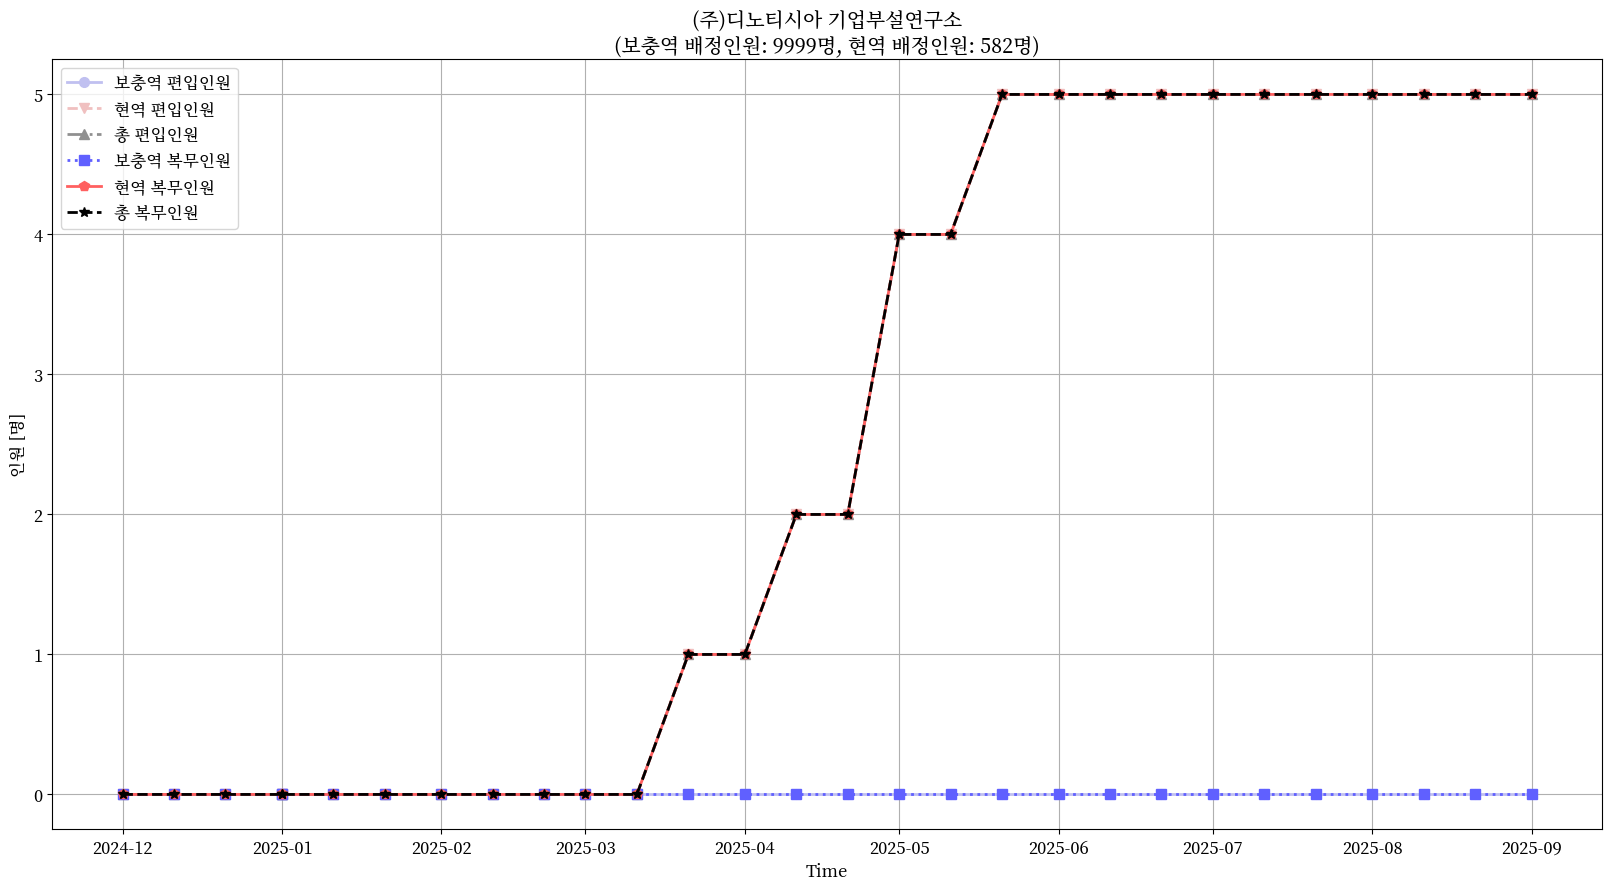 (주)디노티시아 기업부설연구소
(보충역 배정인원: 9999명, 현역 배정인원: 582명)
보충역 편입인원
현역 편입인원
총 편입인원
보충역 복무인원
현역 복무인원
총 복무인원
인원 [명]
5
4
3
2
1
0
2024-12
2025-01
2025-02
2025-03
2025-04
2025-05
2025-06
2025-07
2025-08
2025-09
Time